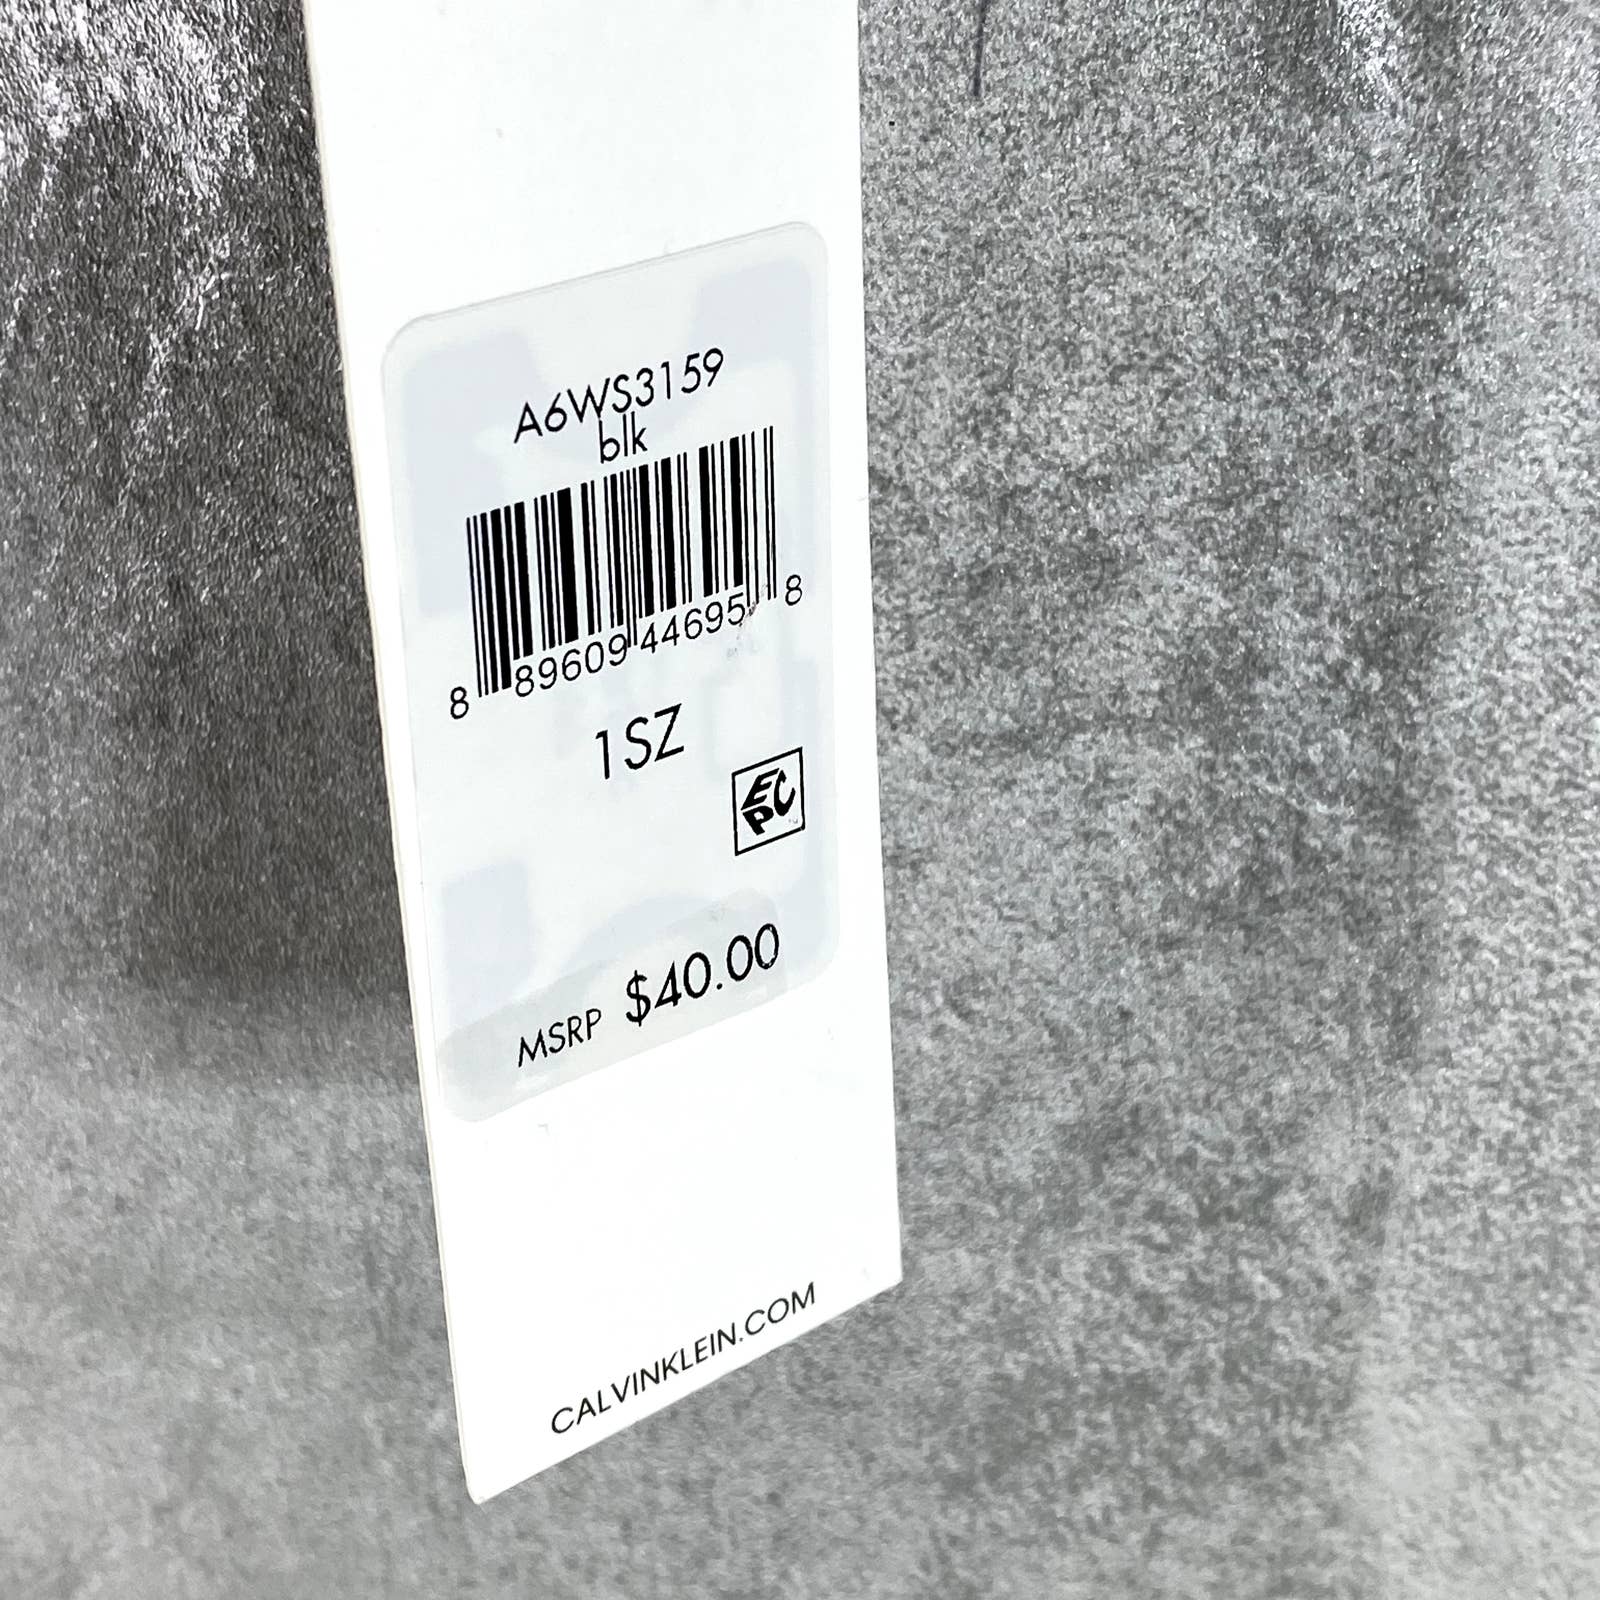 A6WS3159
blk
8 89609 44695 8
1SZ
EPC
MSRP $40.00
CALVINKLEIN.COM